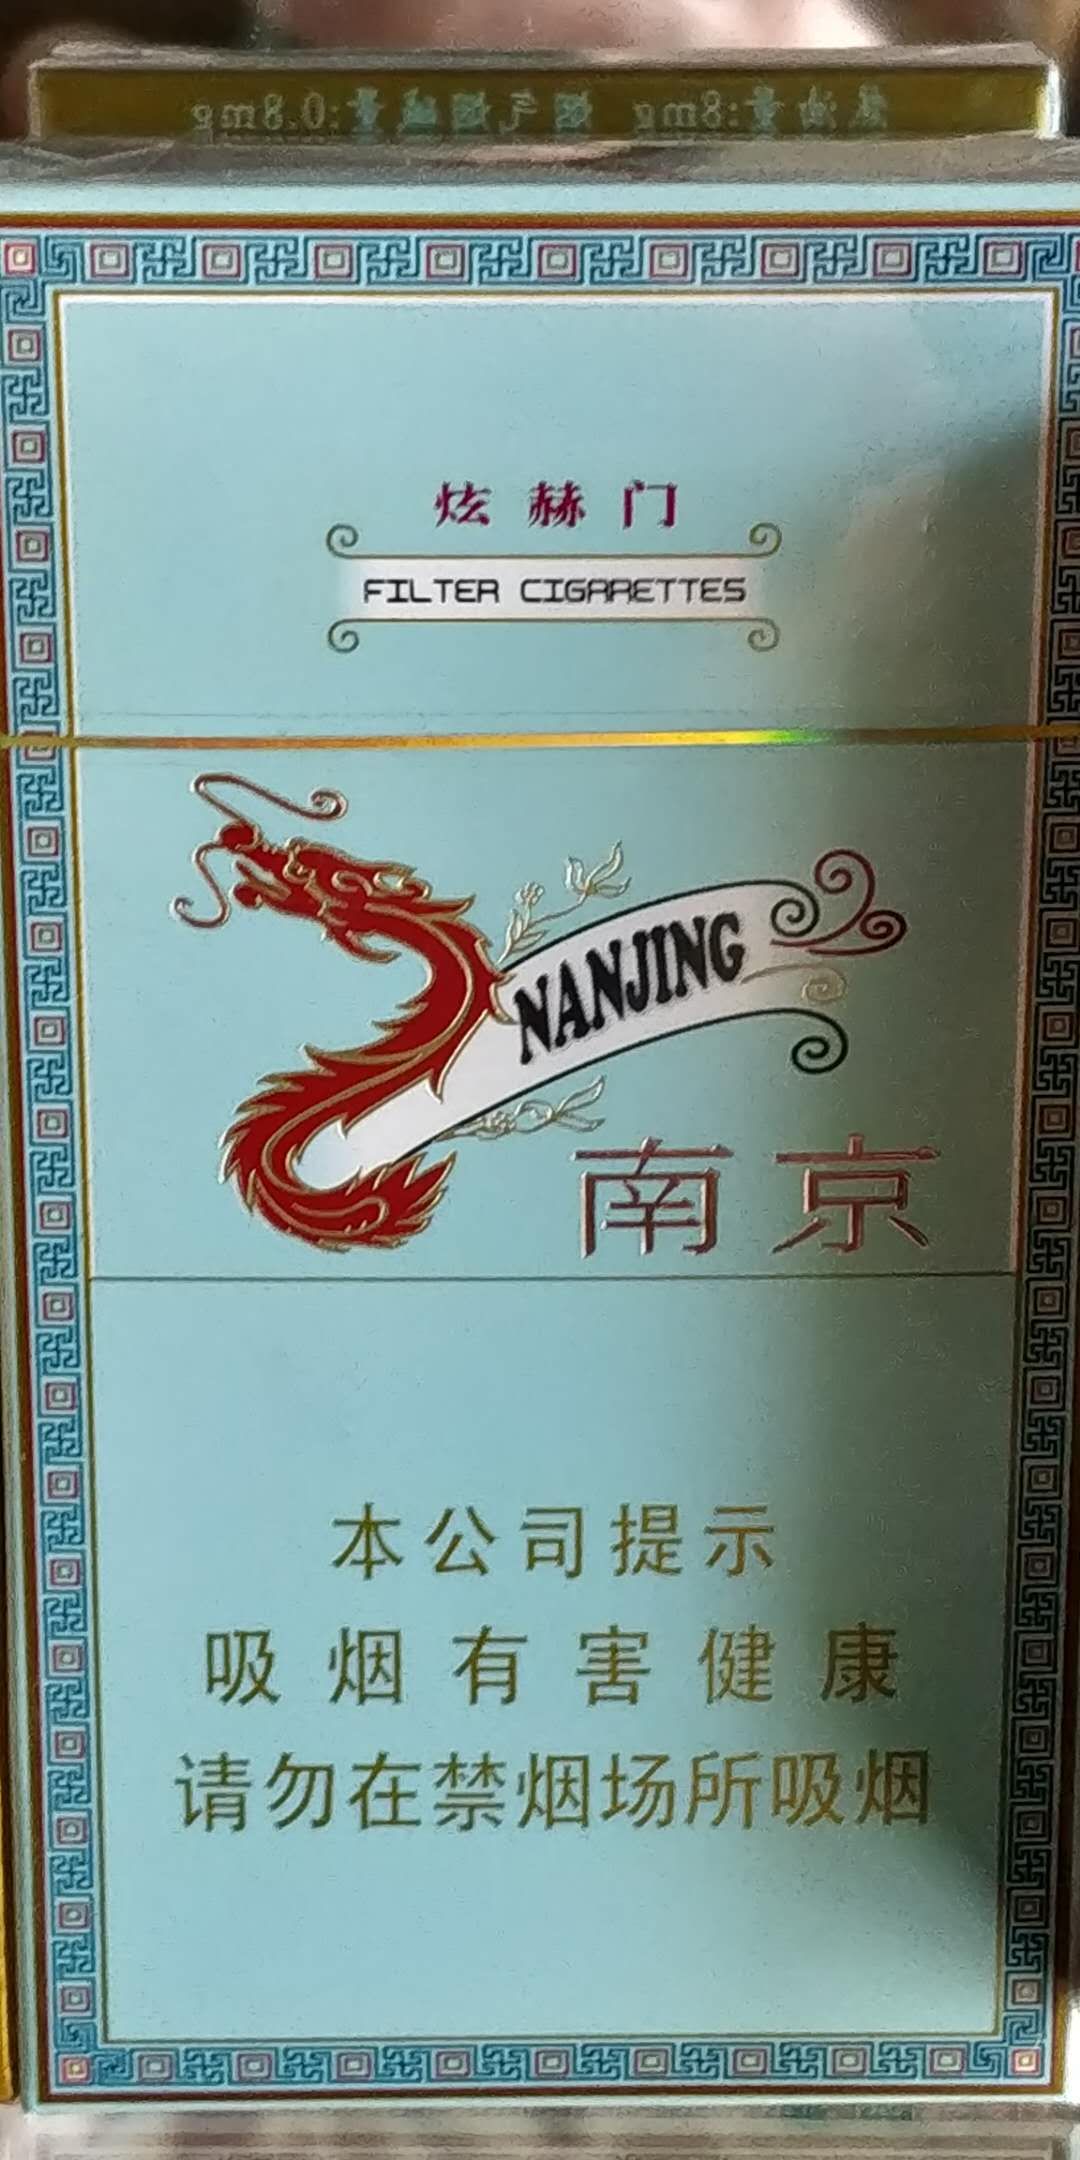 焦油量:8mg 烟气烟碱量:0.8mg
炫赫门
FILTER CIGARETTES
NANJING
南京
本公司提示
吸烟有害健康
请勿在禁烟场所吸烟